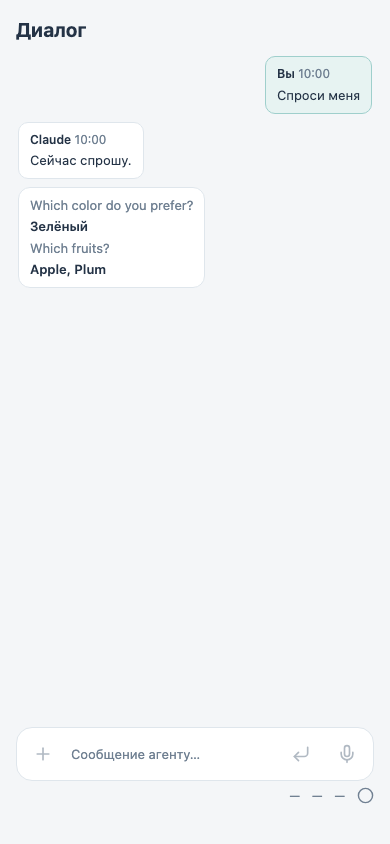 Диалог
Вы 10:00
Спроси меня
Claude 10:00
Сейчас спрошу.
Which color do you prefer?
Зелёный
Which fruits?
Apple, Plum
Сообщение агенту...